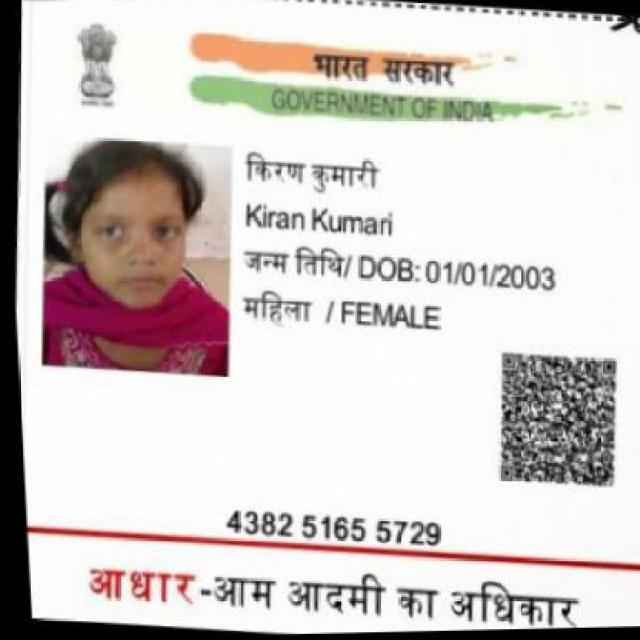 भारत सरकार
GOVERNMENT OF INDIA
किरण कुमारी
Kiran Kumari
जन्म तिथि/ DOB: 01/01/2003
महिला / FEMALE
4382 5165 5729
आधार-आम आदमी का अधिकार